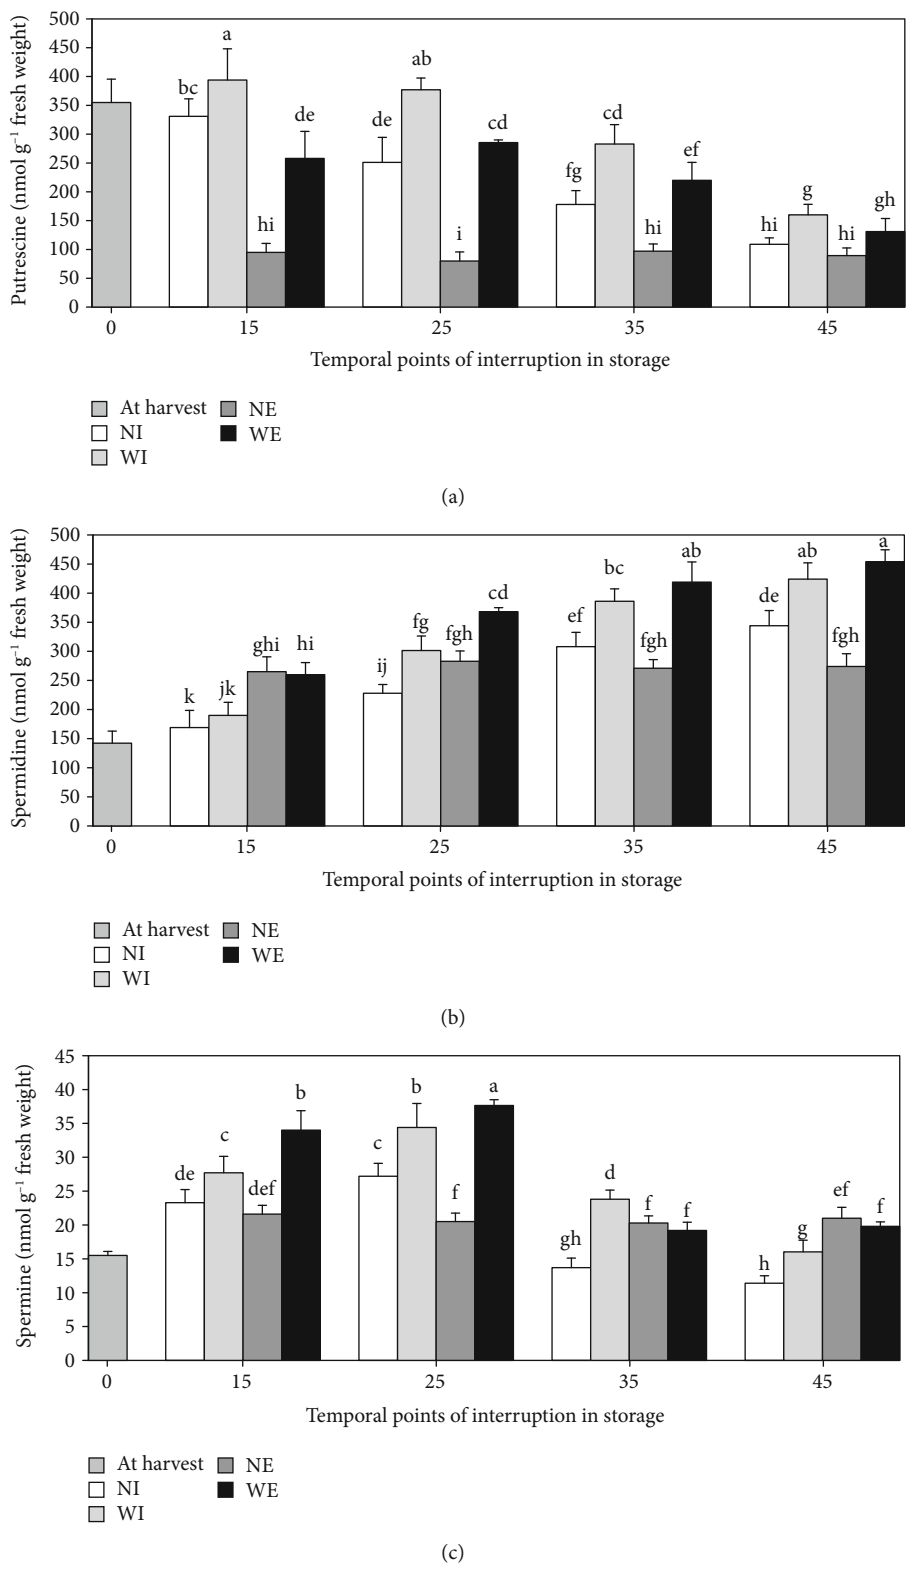 500
450
400
350
300
250
200
150
100
50
0
Putrescine (nmol g⁻¹ fresh weight)
bc a hi de
de ab i cd
fg cd hi ef
hi g hi gh
0 15 25 35 45
Temporal points of interruption in storage
At harvest NE
NI WE
WI
(a)
500
450
400
350
300
250
200
150
100
50
0
Spermidine (nmol g⁻¹ fresh weight)
k jk ghi hi
ij fg fgh cd
ef bc fgh ab
de ab fgh a
0 15 25 35 45
Temporal points of interruption in storage
At harvest NE
NI WE
WI
(b)
45
40
35
30
25
20
15
10
5
0
Spermine (nmol g⁻¹ fresh weight)
de c def b
c b f a
gh d f f
h g ef f
0 15 25 35 45
Temporal points of interruption in storage
At harvest NE
NI WE
WI
(c)